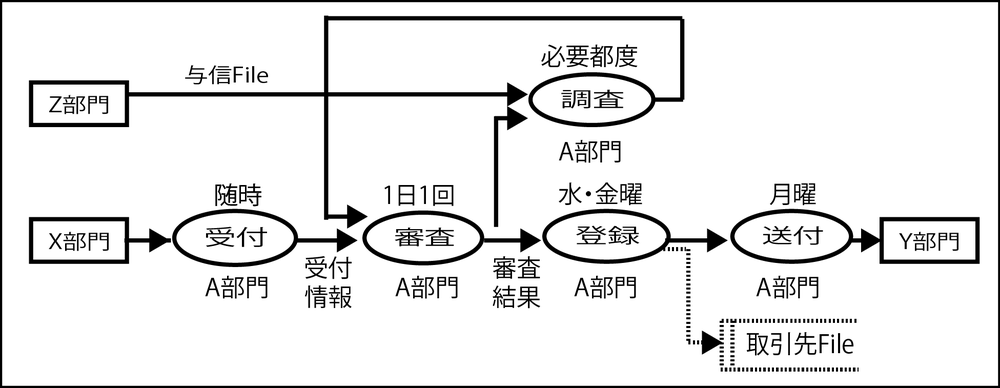 必要都度
与信File
Z部門
調査
A部門
随時
1日1回
水・金曜
月曜
X部門
受付
審査
登録
送付
Y部門
A部門
受付
情報
A部門
審査
結果
A部門
A部門
取引先File